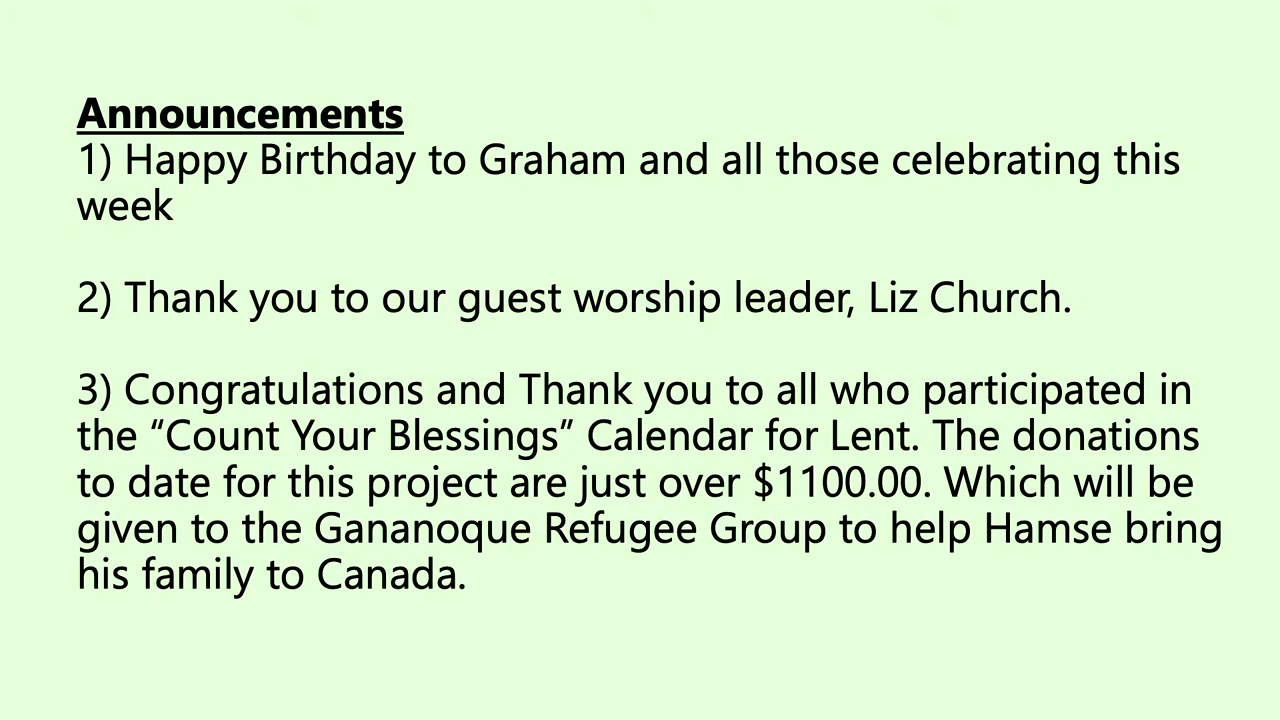 Announcements
1) Happy Birthday to Graham and all those celebrating this
week
2) Thank you to our guest worship leader, Liz Church.
3) Congratulations and Thank you to all who participated in
the “Count Your Blessings” Calendar for Lent. The donations
to date for this project are just over $1100.00. Which will be
given to the Gananoque Refugee Group to help Hamse bring
his family to Canada.